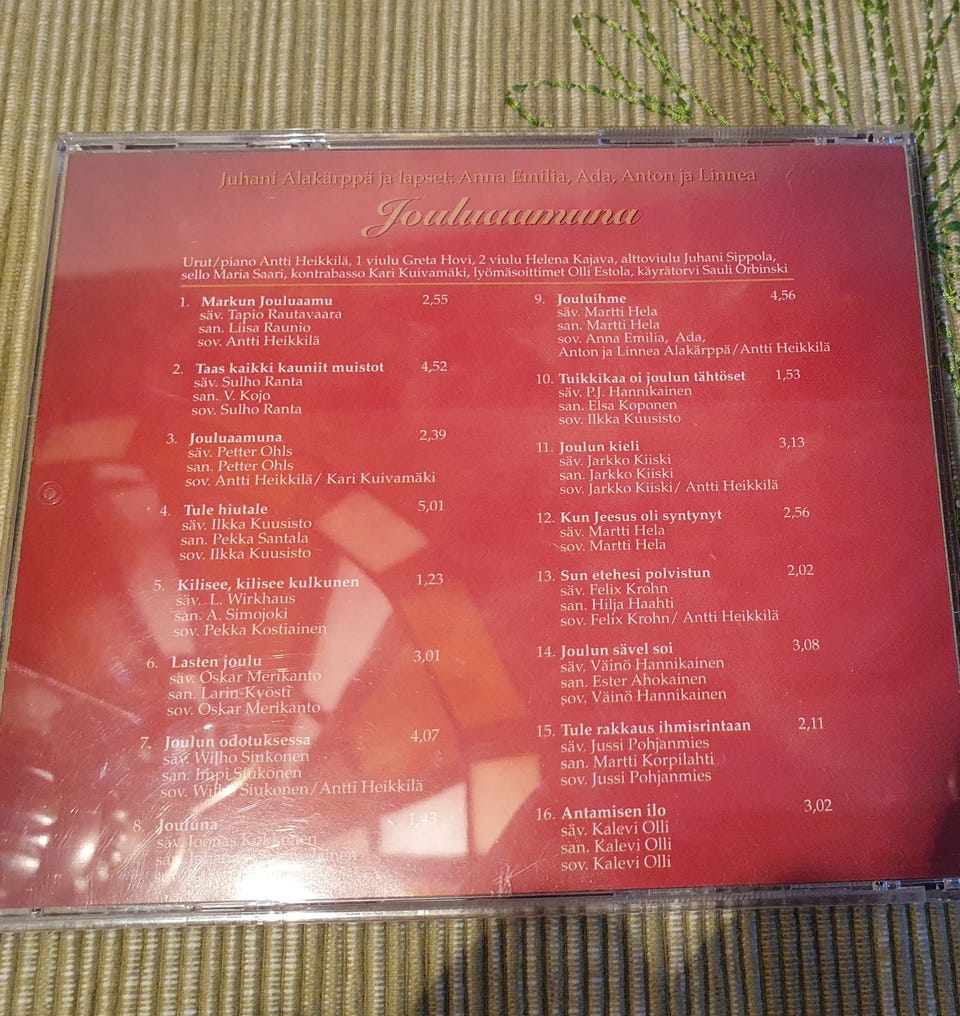 Juhani Alakärppä ja lapset: Anna Emilia, Ada, Anton ja Linnea
Jouluaamuna
Urut/piano Antti Heikkilä, 1 viulu Greta Hovi, 2 viulu Helena Kajava, alttoviulu Juhani Sippola,
sello Maria Saari, kontrabasso Kari Kuivamäki, lyömäsoittimet Olli Estola, käyrätorvi Sauli Örbinski
1. Markun Jouluaamu 2,55
säv. Tapio Rautavaara
san. Liisa Raunio
sov. Antti Heikkilä
2. Taas kaikki kauniit muistot 4,52
säv. Sulho Ranta
san. V. Kojo
sov. Sulho Ranta
3. Jouluaamuna 2,39
säv. Petter Ohls
san. Petter Ohls
sov. Antti Heikkilä/ Kari Kuivamäki
4. Tule hiutale 5,01
säv. Ilkka Kuusisto
san. Pekka Santala
sov. Ilkka Kuusisto
5. Kilisee, kilisee kulkunen 1,23
säv. L. Wirkhaus
san. A. Simojoki
sov. Pekka Kostiainen
6. Lasten joulu 3,01
säv. Oskar Merikanto
san. Larin-Kyösti
sov. Oskar Merikanto
7. Joulun odotuksessa 4,07
säv. Wilho Siukonen
san. Impi Siukonen
sov. Wilho Siukonen/Antti Heikkilä
8. Jouluna 1,43
säv. Joonas Kokkonen
9. Jouluihme 4,56
säv. Martti Hela
san. Martti Hela
sov. Anna Emilia, Ada,
Anton ja Linnea Alakärppä/Antti Heikkilä
10. Tuikkikaa oi joulun tähtöset 1,53
säv. P.J. Hannikainen
san. Elsa Koponen
sov. Ilkka Kuusisto
11. Joulun kieli 3,13
säv. Jarkko Kiiski
san. Jarkko Kiiski
sov. Jarkko Kiiski/ Antti Heikkilä
12. Kun Jeesus oli syntynyt 2,56
säv. Martti Hela
sov. Martti Hela
13. Sun etehesi polvistun 2,02
säv. Felix Krohn
san. Hilja Haahti
sov. Felix Krohn/ Antti Heikkilä
14. Joulun sävel soi 3,08
säv. Väinö Hannikainen
san. Ester Ahokainen
sov. Väinö Hannikainen
15. Tule rakkaus ihmisrintaan 2,11
säv. Jussi Pohjanmies
san. Martti Korpilahti
sov. Jussi Pohjanmies
16. Antamisen ilo 3,02
säv. Kalevi Olli
san. Kalevi Olli
sov. Kalevi Olli